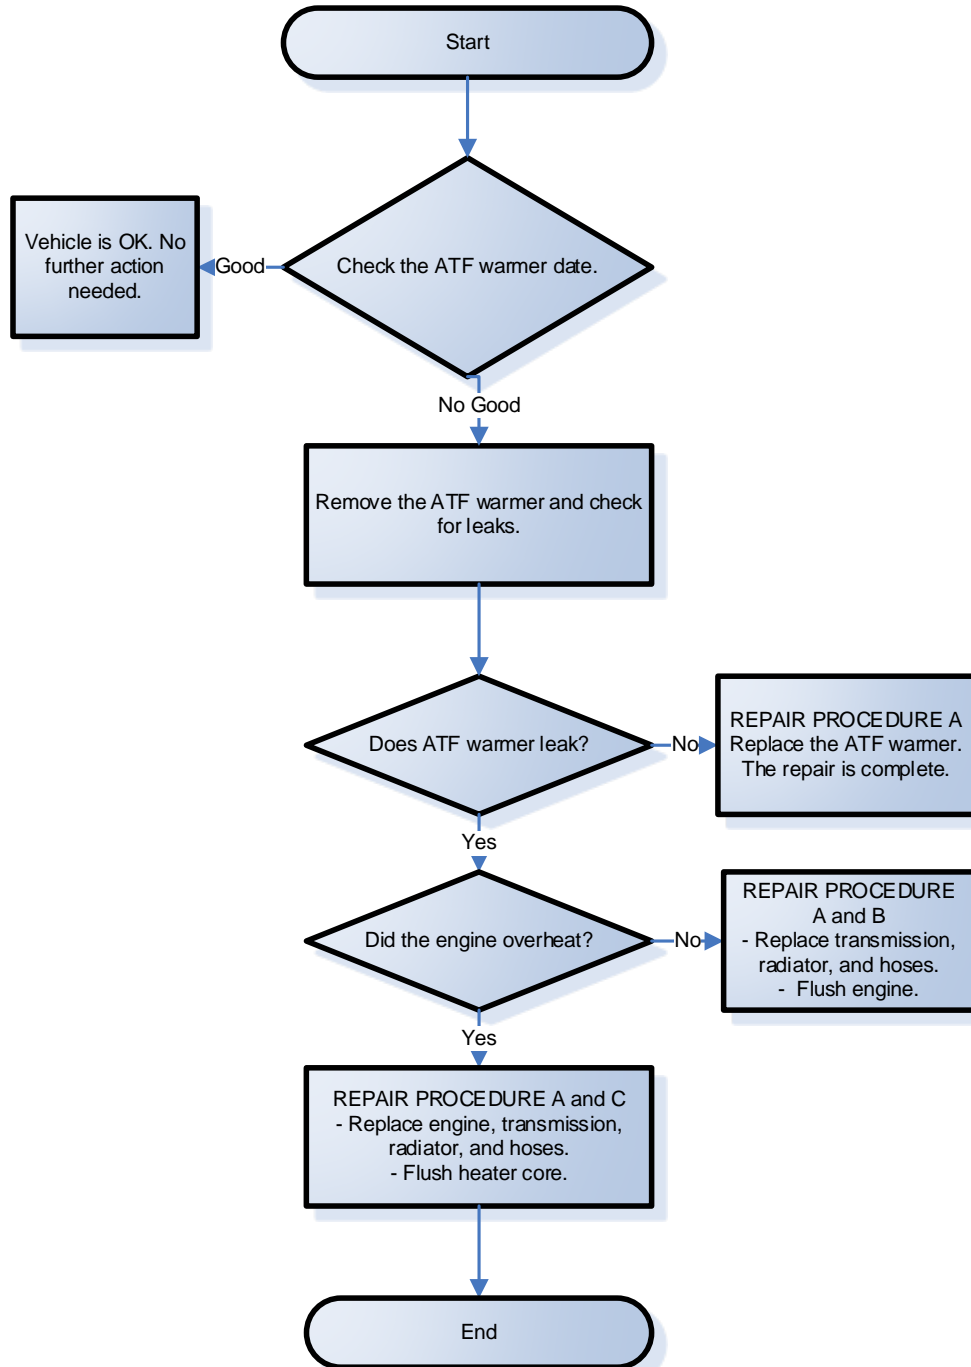 Start
Check the ATF warmer date.
Good
Vehicle is OK. No
further action
needed.
No Good
Remove the ATF warmer and check
for leaks.
Does ATF warmer leak?
No
REPAIR PROCEDURE A
Replace the ATF warmer.
The repair is complete.
Yes
Did the engine overheat?
No
REPAIR PROCEDURE
A and B
- Replace transmission,
radiator, and hoses.
- Flush engine.
Yes
REPAIR PROCEDURE A and C
- Replace engine, transmission,
radiator, and hoses.
- Flush heater core.
End